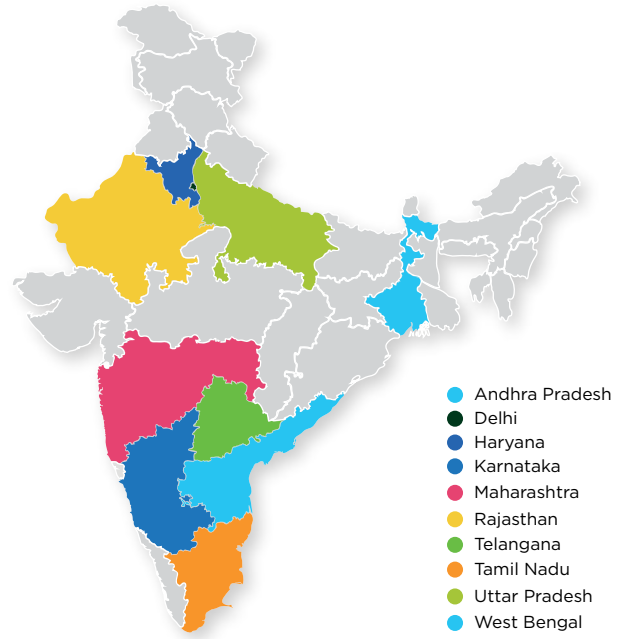 Andhra Pradesh
Delhi
Haryana
Karnataka
Maharashtra
Rajasthan
Telangana
Tamil Nadu
Uttar Pradesh
West Bengal